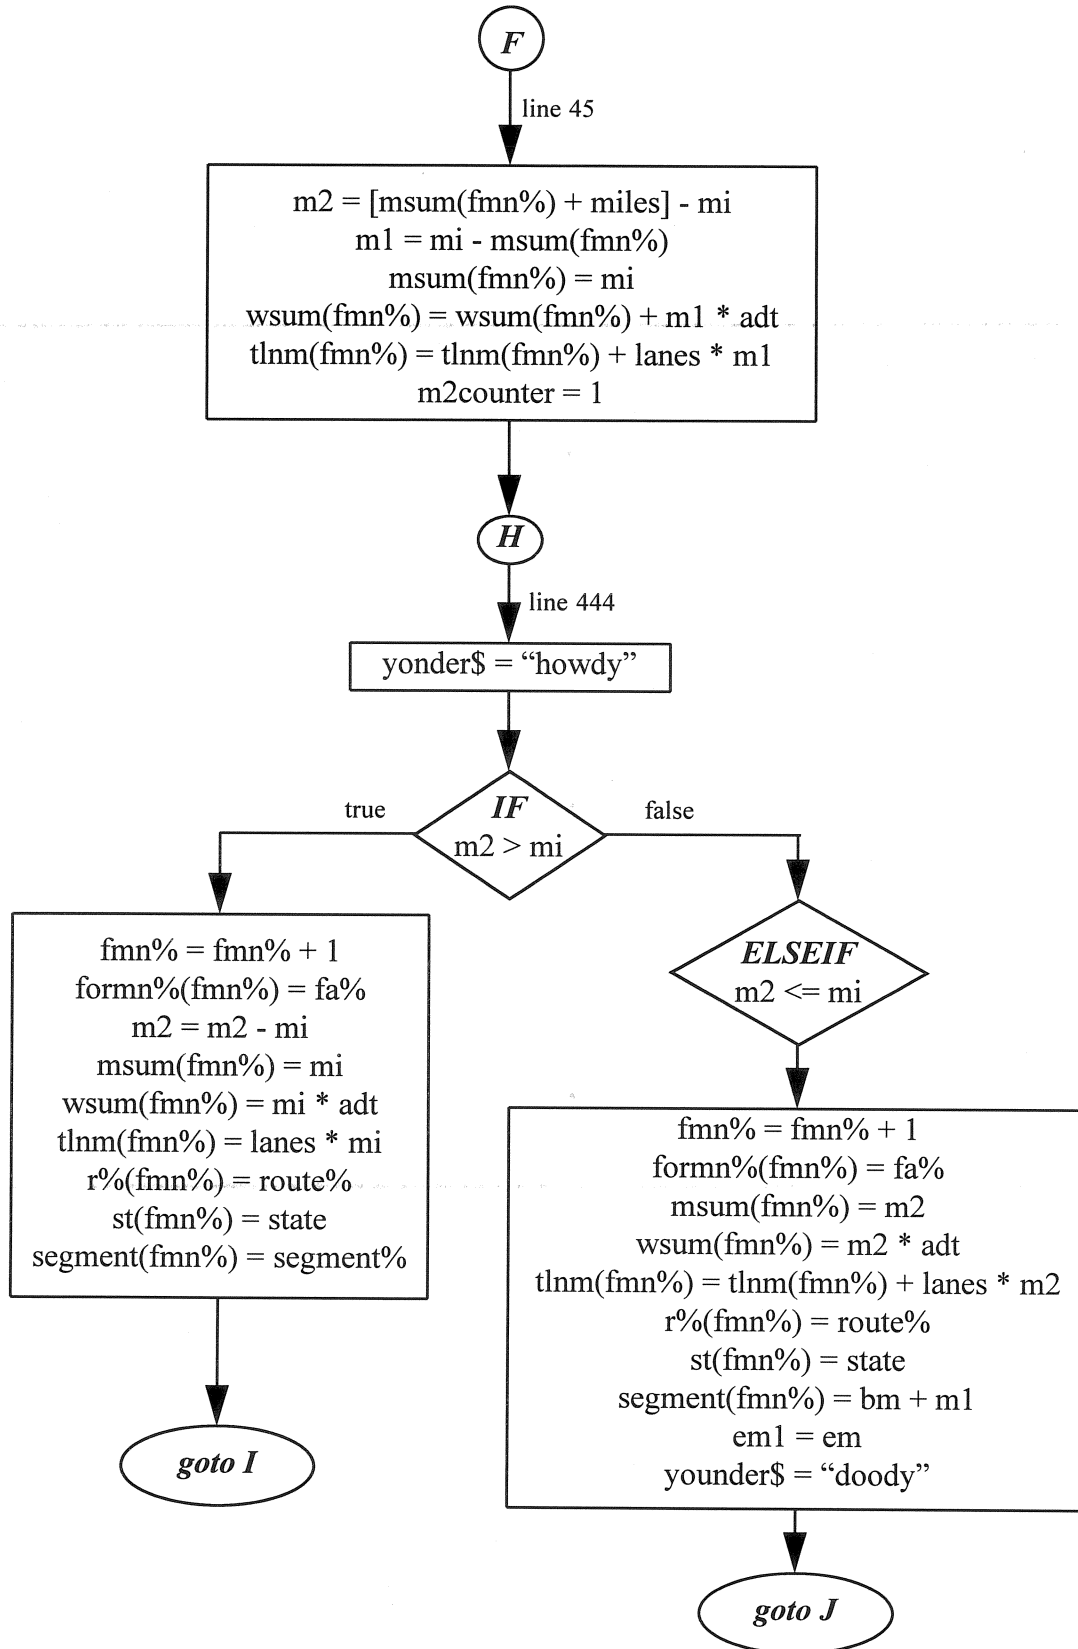 F
line 45
m2 = [msum(fmn%) + miles] - mi
m1 = mi - msum(fmn%)
msum(fmn%) = mi
wsum(fmn%) = wsum(fmn%) + m1 * adt
tlnm(fmn%) = tlnm(fmn%) + lanes * m1
m2counter = 1
H
line 444
yonder$ = “howdy”
true
IF
m2 > mi
false
fmn% = fmn% + 1
formn%(fmn%) = fa%
m2 = m2 - mi
msum(fmn%) = mi
wsum(fmn%) = mi * adt
tlnm(fmn%) = lanes * mi
r%(fmn%) = route%
st(fmn%) = state
segment(fmn%) = segment%
goto I
ELSEIF
m2 <= mi
fmn% = fmn% + 1
formn%(fmn%) = fa%
msum(fmn%) = m2
wsum(fmn%) = m2 * adt
tlnm(fmn%) = tlnm(fmn%) + lanes * m2
r%(fmn%) = route%
st(fmn%) = state
segment(fmn%) = bm + m1
em1 = em
younder$ = “doody”
goto J